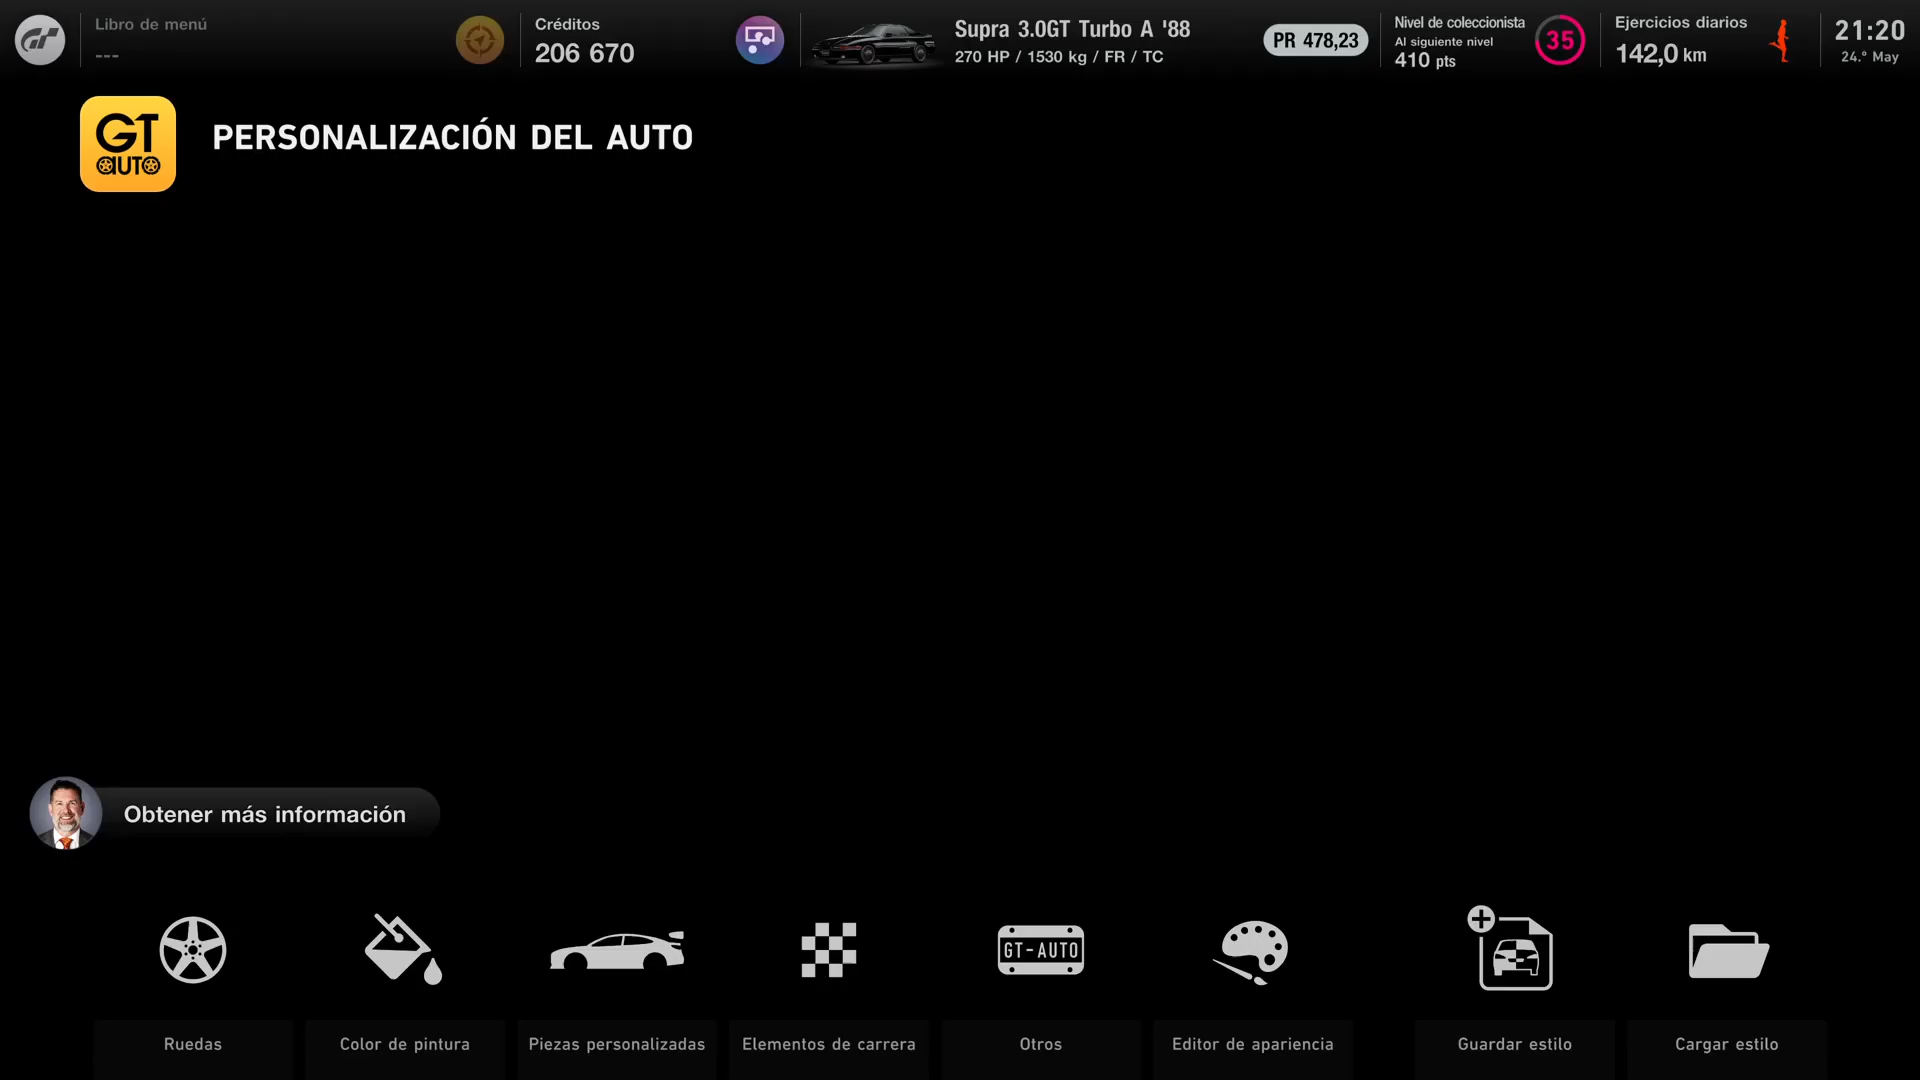 Libro de menú
---
Créditos
206 670
Supra 3.0GT Turbo A '88
270 HP / 1530 kg / FR / TC
PR 478,23
Nivel de coleccionista
Al siguiente nivel
410 pts
35
Ejercicios diarios
142,0 km
21:20
24.° May
GT
auto
PERSONALIZACIÓN DEL AUTO
Obtener más información
GT-AUTO
Ruedas
Color de pintura
Piezas personalizadas
Elementos de carrera
Otros
Editor de apariencia
Guardar estilo
Cargar estilo